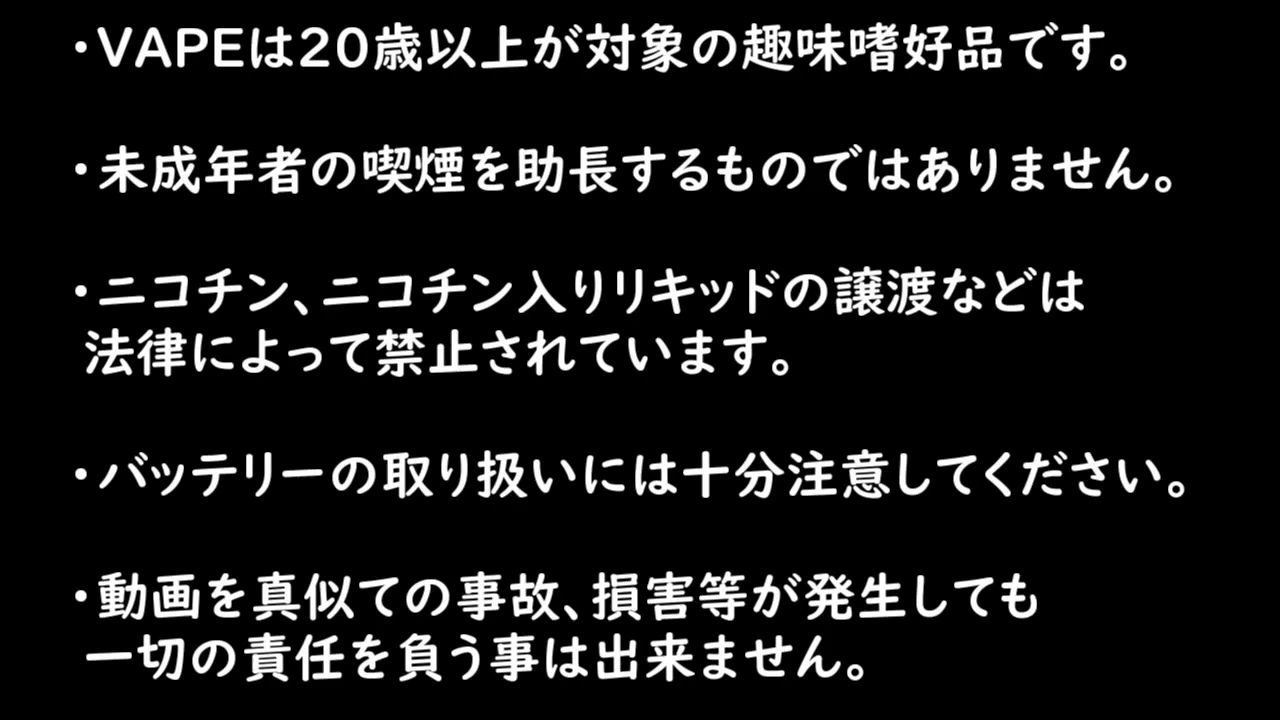 ・VAPEは20歳以上が対象の趣味嗜好品です。
・未成年者の喫煙を助長するものではありません。
・ニコチン、ニコチン入りリキッドの譲渡などは
法律によって禁止されています。
・バッテリーの取り扱いには十分注意してください。
・動画を真似ての事故、損害等が発生しても
一切の責任を負う事は出来ません。